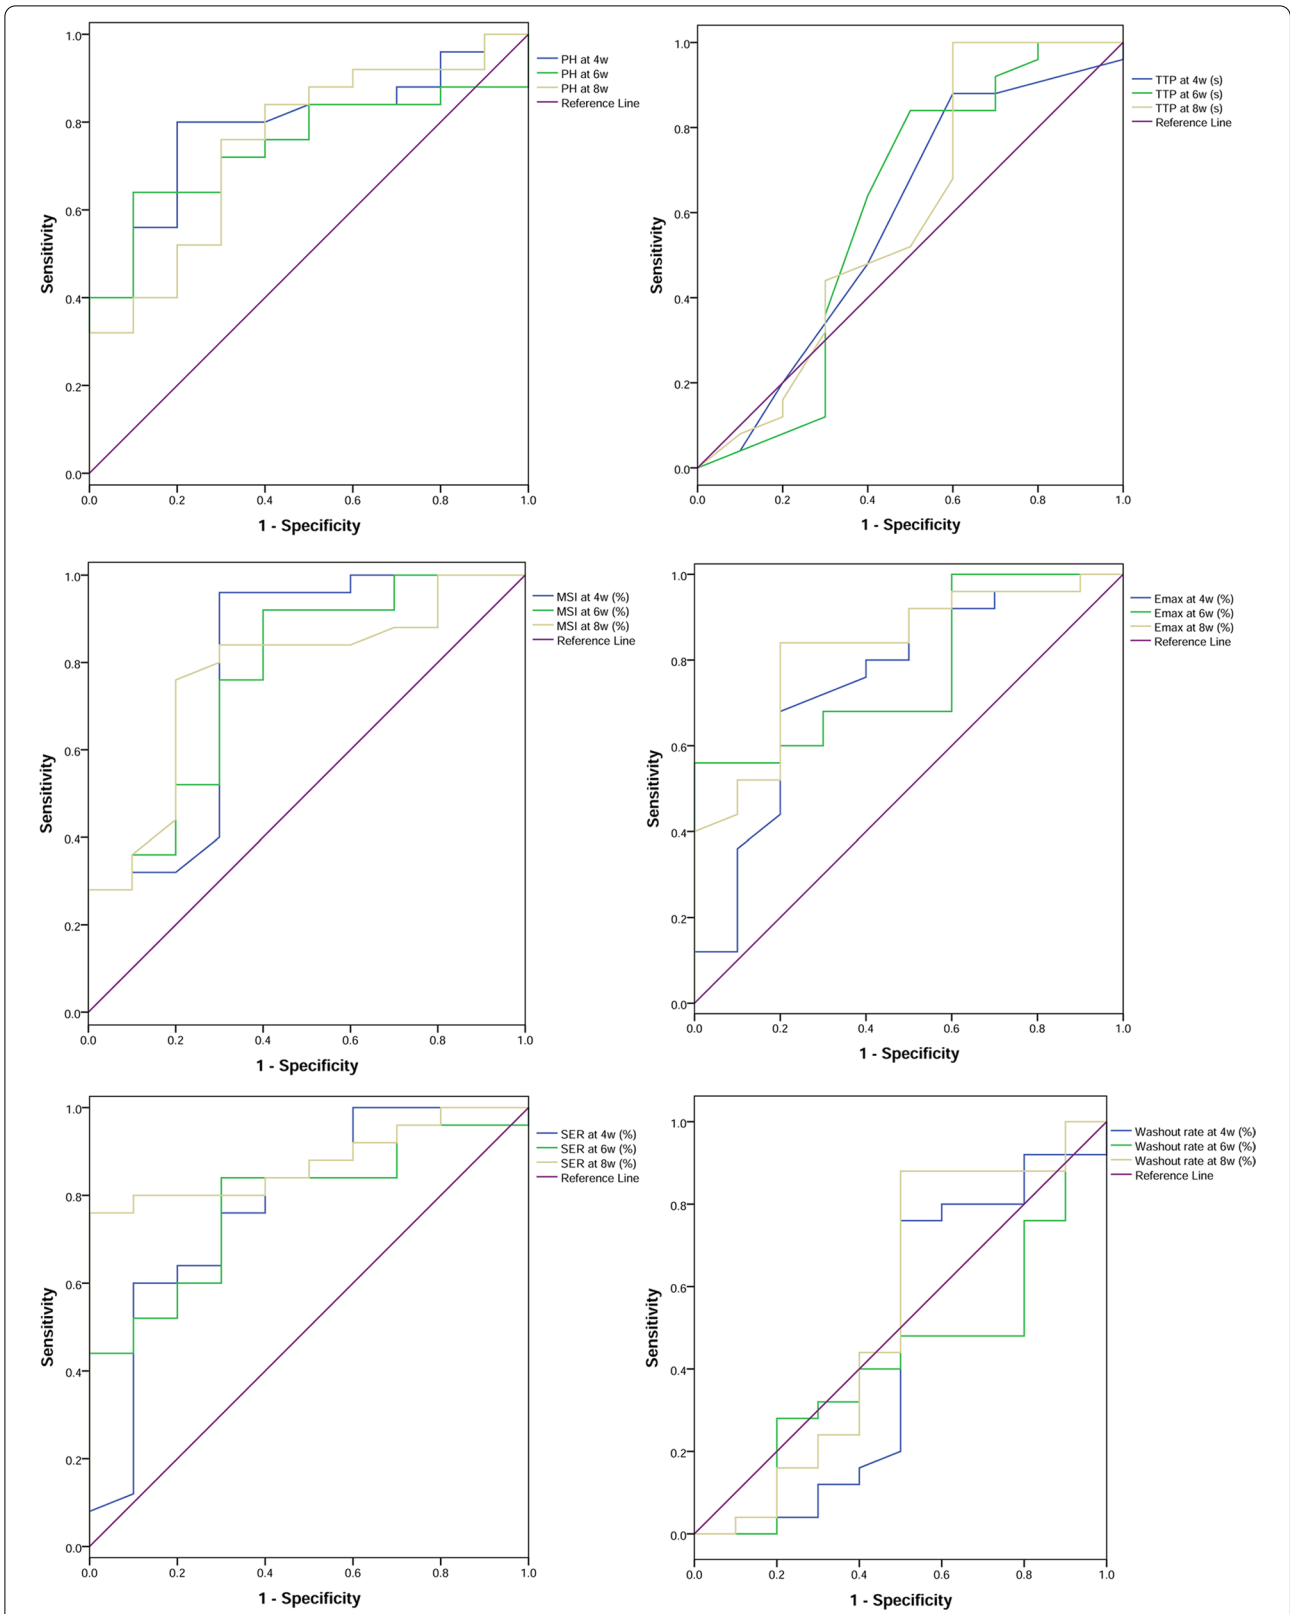 1.0
0.8
0.6
0.4
0.2
0.0
Sensitivity
0.0 0.2 0.4 0.6 0.8 1.0
1 - Specificity
PH at 4w
PH at 6w
PH at 8w
Reference Line
1.0
0.8
0.6
0.4
0.2
0.0
Sensitivity
0.0 0.2 0.4 0.6 0.8 1.0
1 - Specificity
TTP at 4w (s)
TTP at 6w (s)
TTP at 8w (s)
Reference Line
1.0
0.8
0.6
0.4
0.2
0.0
Sensitivity
0.0 0.2 0.4 0.6 0.8 1.0
1 - Specificity
MSI at 4w (%)
MSI at 6w (%)
MSI at 8w (%)
Reference Line
1.0
0.8
0.6
0.4
0.2
0.0
Sensitivity
0.0 0.2 0.4 0.6 0.8 1.0
1 - Specificity
Emax at 4w (%)
Emax at 6w (%)
Emax at 8w (%)
Reference Line
1.0
0.8
0.6
0.4
0.2
0.0
Sensitivity
0.0 0.2 0.4 0.6 0.8 1.0
1 - Specificity
SER at 4w (%)
SER at 6w (%)
SER at 8w (%)
Reference Line
1.0
0.8
0.6
0.4
0.2
0.0
Sensitivity
0.0 0.2 0.4 0.6 0.8 1.0
1 - Specificity
Washout rate at 4w (%)
Washout rate at 6w (%)
Washout rate at 8w (%)
Reference Line